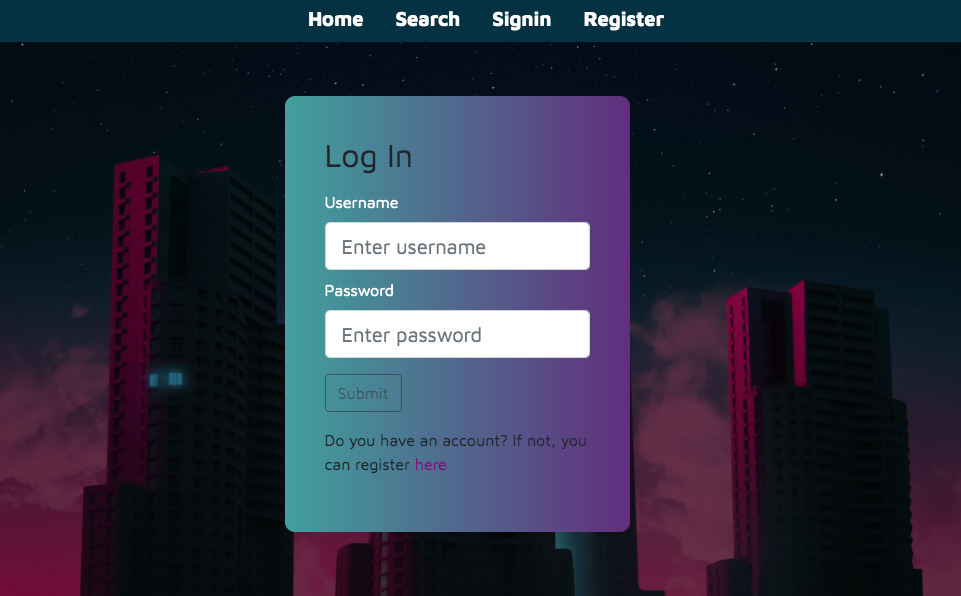 Home Search Signin Register
Log In
Username
Enter username
Password
Enter password
Submit
Do you have an account? If not, you
can register here